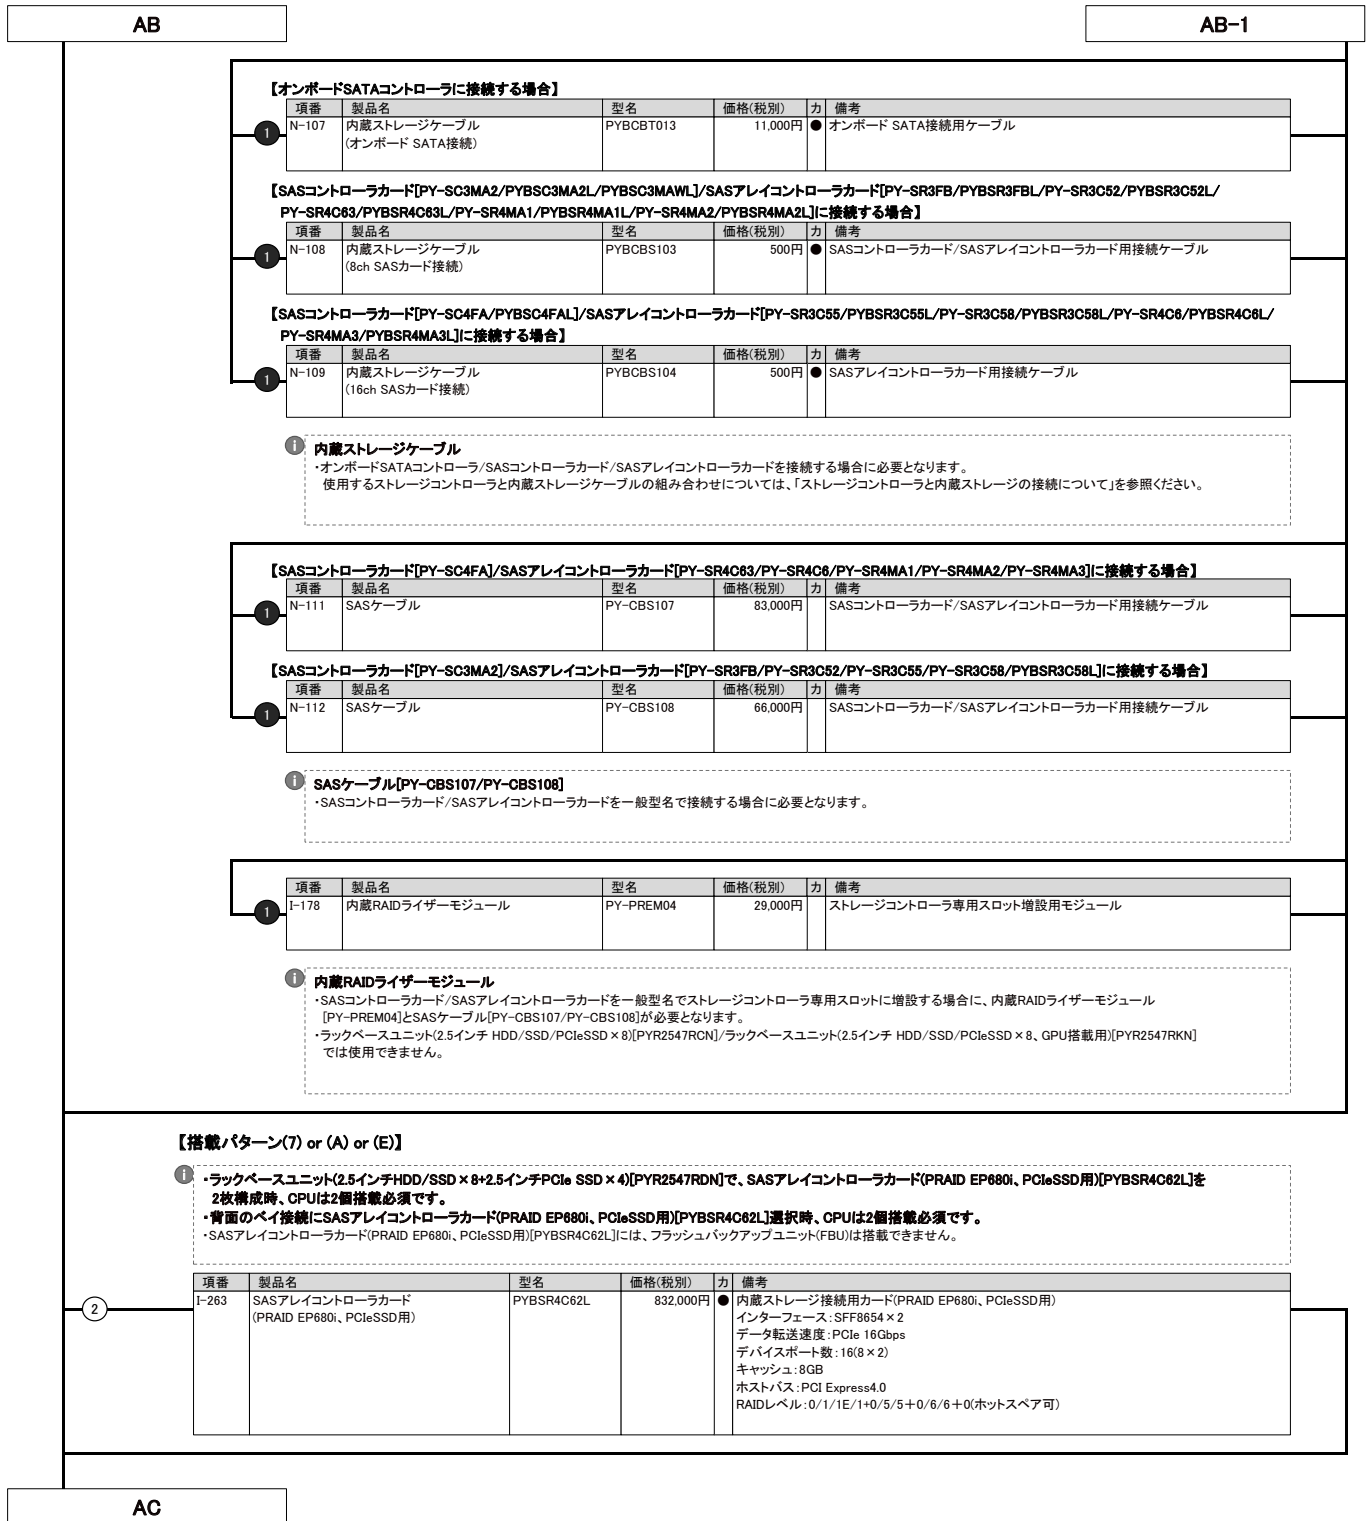 AB
AB-1
【オンボードSATAコントローラに接続する場合】
項番 製品名 型名 価格(税別) カ 備考
1 N-107 内蔵ストレージケーブル PYBCBT013 11,000円 ● オンボード SATA接続用ケーブル
(オンボード SATA接続)
【SASコントローラカード[PY-SC3MA2/PYBSC3MA2L/PYBSC3MAWL]/SASアレイコントローラカード[PY-SR3FB/PYBSR3FBL/PY-SR3C52/PYBSR3C52L/
PY-SR4C63/PYBSR4C63L/PY-SR4MA1/PYBSR4MA1L/PY-SR4MA2/PYBSR4MA2L]に接続する場合】
項番 製品名 型名 価格(税別) カ 備考
1 N-108 内蔵ストレージケーブル PYBCBS103 500円 ● SASコントローラカード/SASアレイコントローラカード用接続ケーブル
(8ch SASカード接続)
【SASコントローラカード[PY-SC4FA/PYBSC4FAL]/SASアレイコントローラカード[PY-SR3C55/PYBSR3C55L/PY-SR3C58/PYBSR3C58L/PY-SR4C6/PYBSR4C6L/
PY-SR4MA3/PYBSR4MA3L]に接続する場合】
項番 製品名 型名 価格(税別) カ 備考
1 N-109 内蔵ストレージケーブル PYBCBS104 500円 ● SASアレイコントローラカード用接続ケーブル
(16ch SASカード接続)
i 内蔵ストレージケーブル
・オンボードSATAコントローラ/SASコントローラカード/SASアレイコントローラカードを接続する場合に必要となります。
使用するストレージコントローラと内蔵ストレージケーブルの組み合わせについては、「ストレージコントローラと内蔵ストレージの接続について」を参照ください。
【SASコントローラカード[PY-SC4FA]/SASアレイコントローラカード[PY-SR4C63/PY-SR4C6/PY-SR4MA1/PY-SR4MA2/PY-SR4MA3]に接続する場合】
項番 製品名 型名 価格(税別) カ 備考
1 N-111 SASケーブル PY-CBS107 83,000円 SASコントローラカード/SASアレイコントローラカード用接続ケーブル
【SASコントローラカード[PY-SC3MA2]/SASアレイコントローラカード[PY-SR3FB/PY-SR3C52/PY-SR3C55/PY-SR3C58/PYBSR3C58L]に接続する場合】
項番 製品名 型名 価格(税別) カ 備考
1 N-112 SASケーブル PY-CBS108 66,000円 SASコントローラカード/SASアレイコントローラカード用接続ケーブル
i SASケーブル[PY-CBS107/PY-CBS108]
・SASコントローラカード/SASアレイコントローラカードを一般型名で接続する場合に必要となります。
項番 製品名 型名 価格(税別) カ 備考
1 I-178 内蔵RAIDライザーモジュール PY-PREM04 29,000円 ストレージコントローラ専用スロット増設用モジュール
i 内蔵RAIDライザーモジュール
・SASコントローラカード/SASアレイコントローラカードを一般型名でストレージコントローラ専用スロットに増設する場合に、内蔵RAIDライザーモジュール
[PY-PREM04]とSASケーブル[PY-CBS107/PY-CBS108]が必要となります。
・ラックベースユニット(2.5インチ HDD/SSD/PCIeSSD×8)[PYR2547RCN]/ラックベースユニット(2.5インチ HDD/SSD/PCIeSSD×8、GPU搭載用)[PYR2547RKN]
では使用できません。
【搭載パターン(7) or (A) or (E)】
i ・ラックベースユニット(2.5インチHDD/SSD×8+2.5インチPCIe SSD×4)[PYR2547RDN]で、SASアレイコントローラカード(PRAID EP680i、PCIeSSD用)[PYBSR4C62L]を
2枚構成時、CPUは2個搭載必須です。
・背面のベイ接続にSASアレイコントローラカード(PRAID EP680i、PCIeSSD用)[PYBSR4C62L]選択時、CPUは2個搭載必須です。
・SASアレイコントローラカード(PRAID EP680i、PCIeSSD用)[PYBSR4C62L]には、フラッシュバックアップユニット(FBU)は搭載できません。
項番 製品名 型名 価格(税別) カ 備考
2 I-263 SASアレイコントローラカード PYBSR4C62L 832,000円 ● 内蔵ストレージ接続用カード(PRAID EP680i、PCIeSSD用)
(PRAID EP680i、PCIeSSD用) インターフェース:SFF8654×2
データ転送速度:PCIe 16Gbps
デバイスポート数:16(8×2)
キャッシュ:8GB
ホストバス:PCI Express4.0
RAIDレベル:0/1/1E/1+0/5/5+0/6/6+0(ホットスペア可)
AC